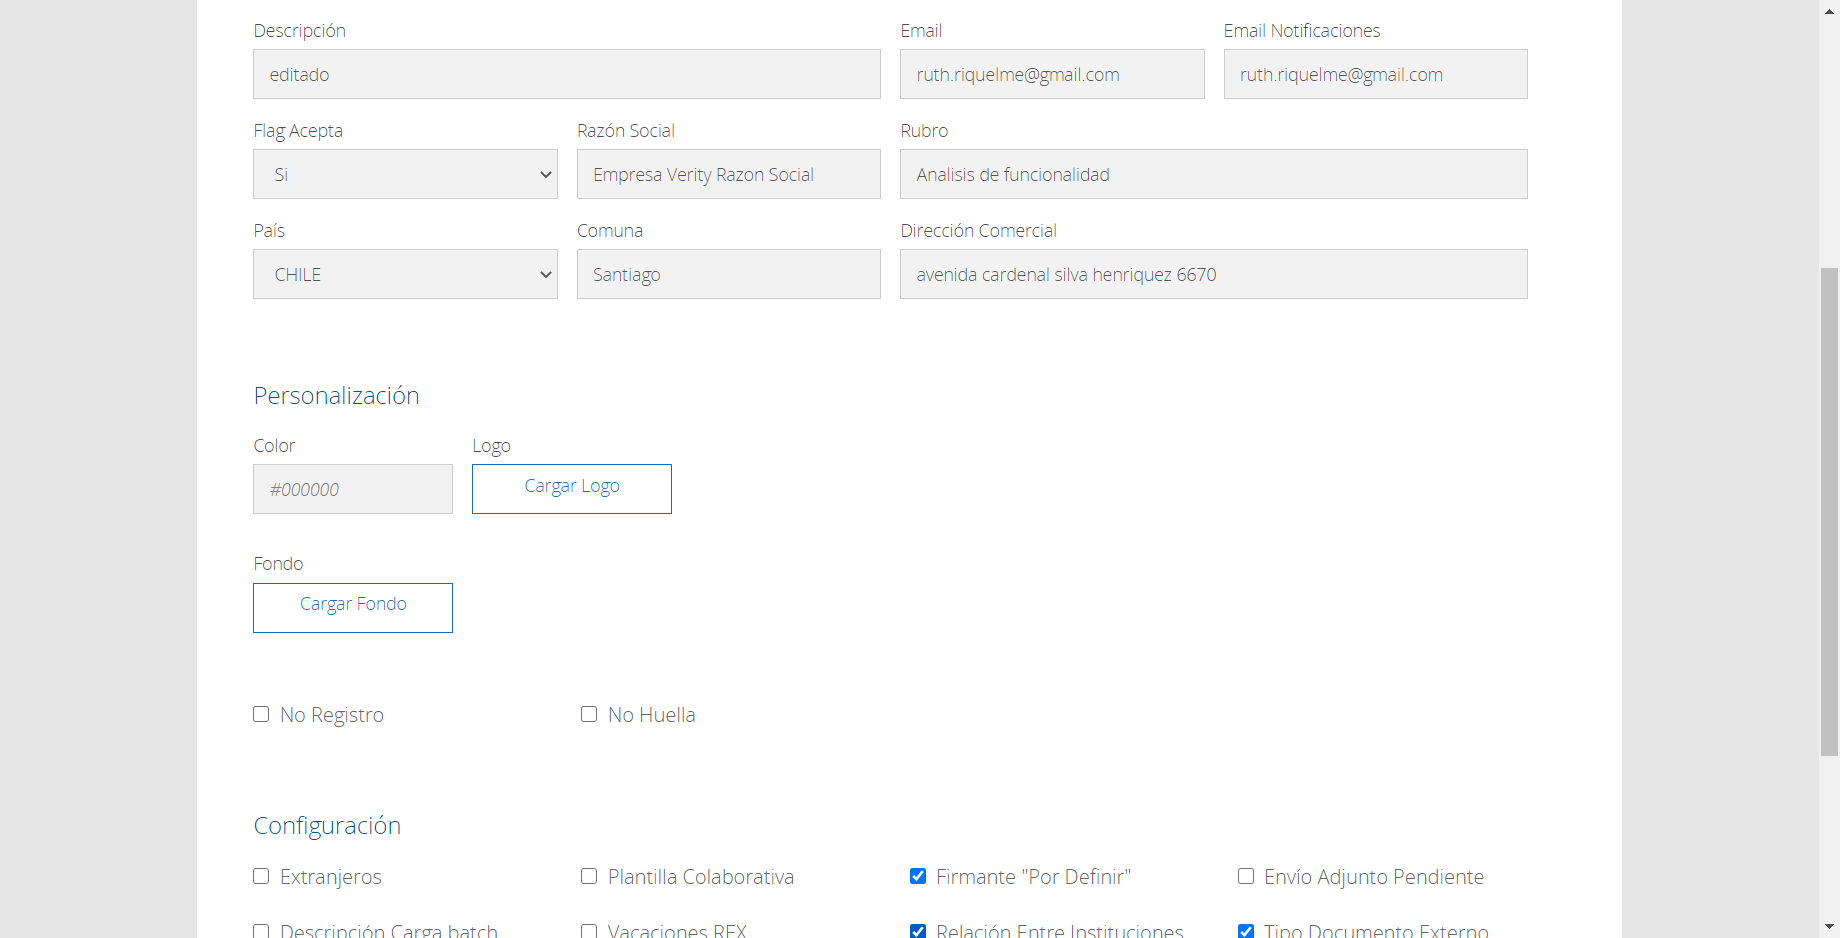 Descripción
Email
Email Notificaciones
editado
ruth.riquelme@gmail.com
ruth.riquelme@gmail.com
Flag Acepta
Razón Social
Rubro
Si
Empresa Verity Razon Social
Analisis de funcionalidad
País
Comuna
Dirección Comercial
CHILE
Santiago
avenida cardenal silva henriquez 6670
Personalización
Color
Logo
#000000
Cargar Logo
Fondo
Cargar Fondo
No Registro
No Huella
Configuración
Extranjeros
Plantilla Colaborativa
Firmante "Por Definir"
Envío Adjunto Pendiente
Descripción Carga batch
Vacaciones REX
Relación Entre Instituciones
Tipo Documento Externo